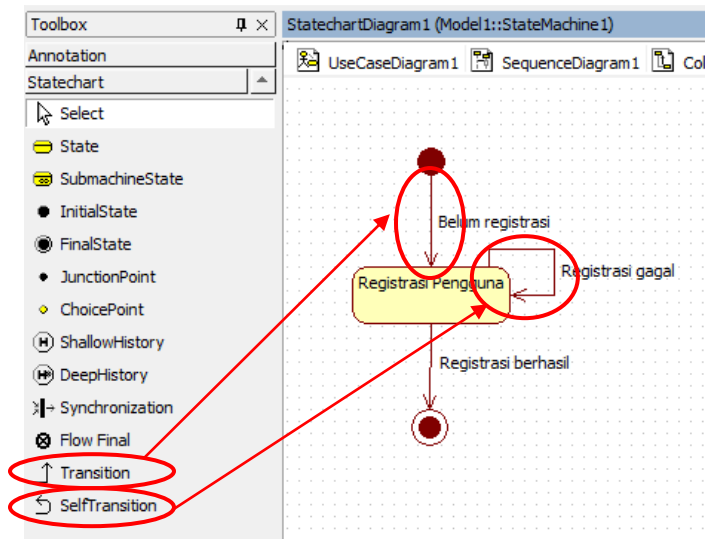 Toolbox
Annotation
Statechart
Select
State
SubmachineState
InitialState
FinalState
JunctionPoint
ChoicePoint
ShallowHistory
DeepHistory
Synchronization
Flow Final
Transition
SelfTransition
StatechartDiagram1 (Model1::StateMachine1)
UseCaseDiagram1 SequenceDiagram1 Col
Belum registrasi
Registrasi Pengguna
Registrasi gagal
Registrasi berhasil